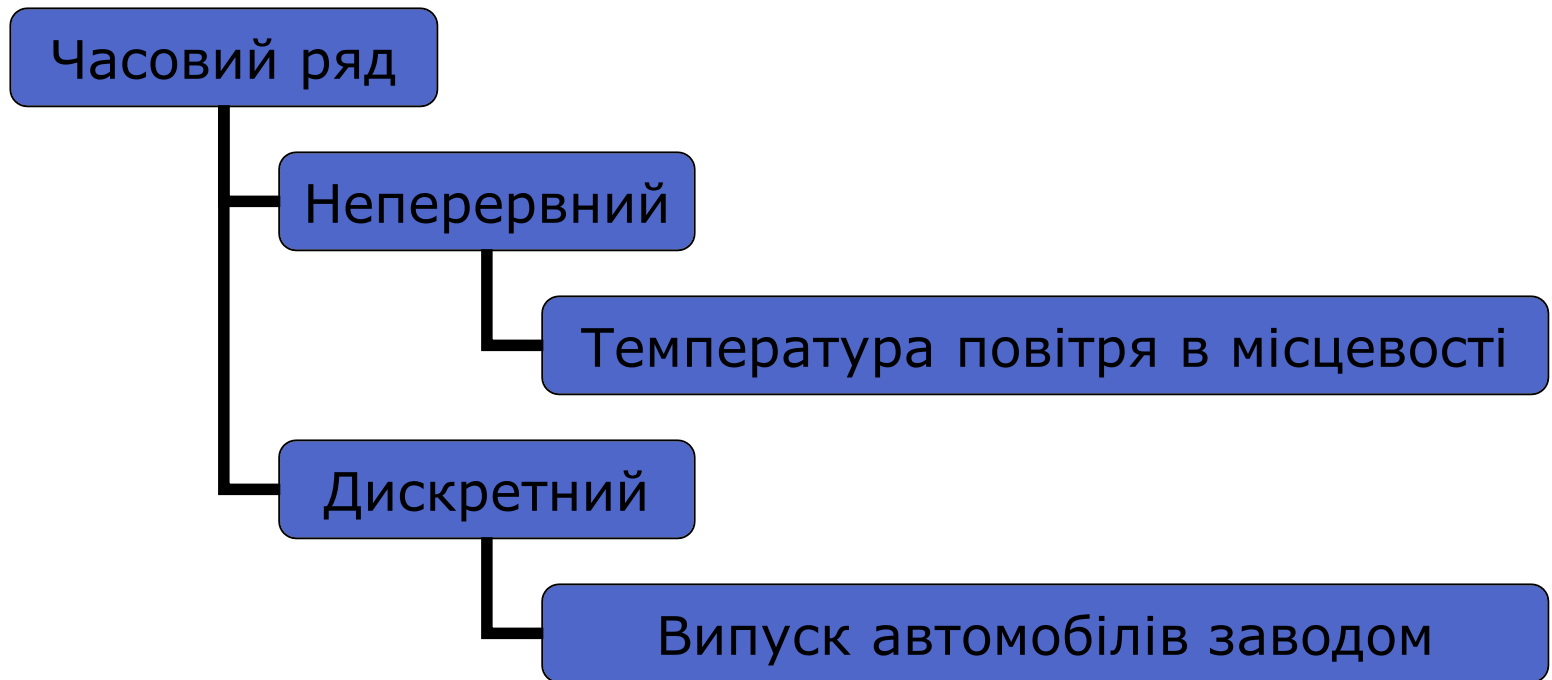 Часовий ряд
Неперервний
Температура повітря в місцевості
Дискретний
Випуск автомобілів заводом